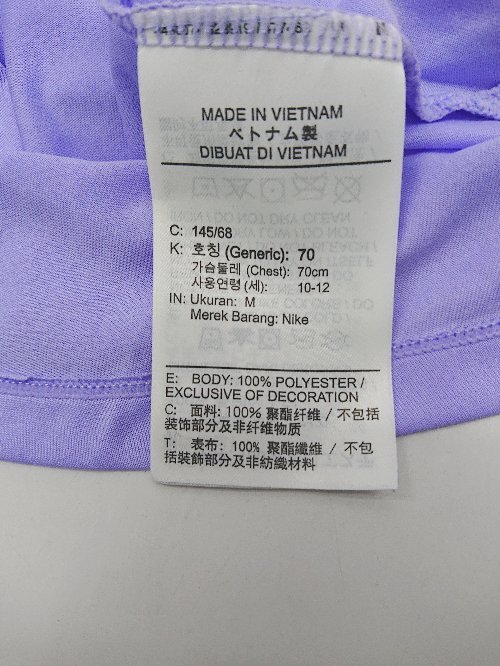 MADE IN VIETNAM
ベトナム製
DIBUAT DI VIETNAM
C: 145/68
K: 호칭 (Generic): 70
가슴둘레 (Chest): 70cm
사용연령 (세): 10-12
IN: Ukuran: M
Merek Barang: Nike
E: BODY: 100% POLYESTER /
EXCLUSIVE OF DECORATION
C: 面料: 100% 聚酯纤维 / 不包括
装饰部分及非纤维物质
T: 表布: 100% 聚酯纖維 / 不包
括裝飾部分及非紡織材料